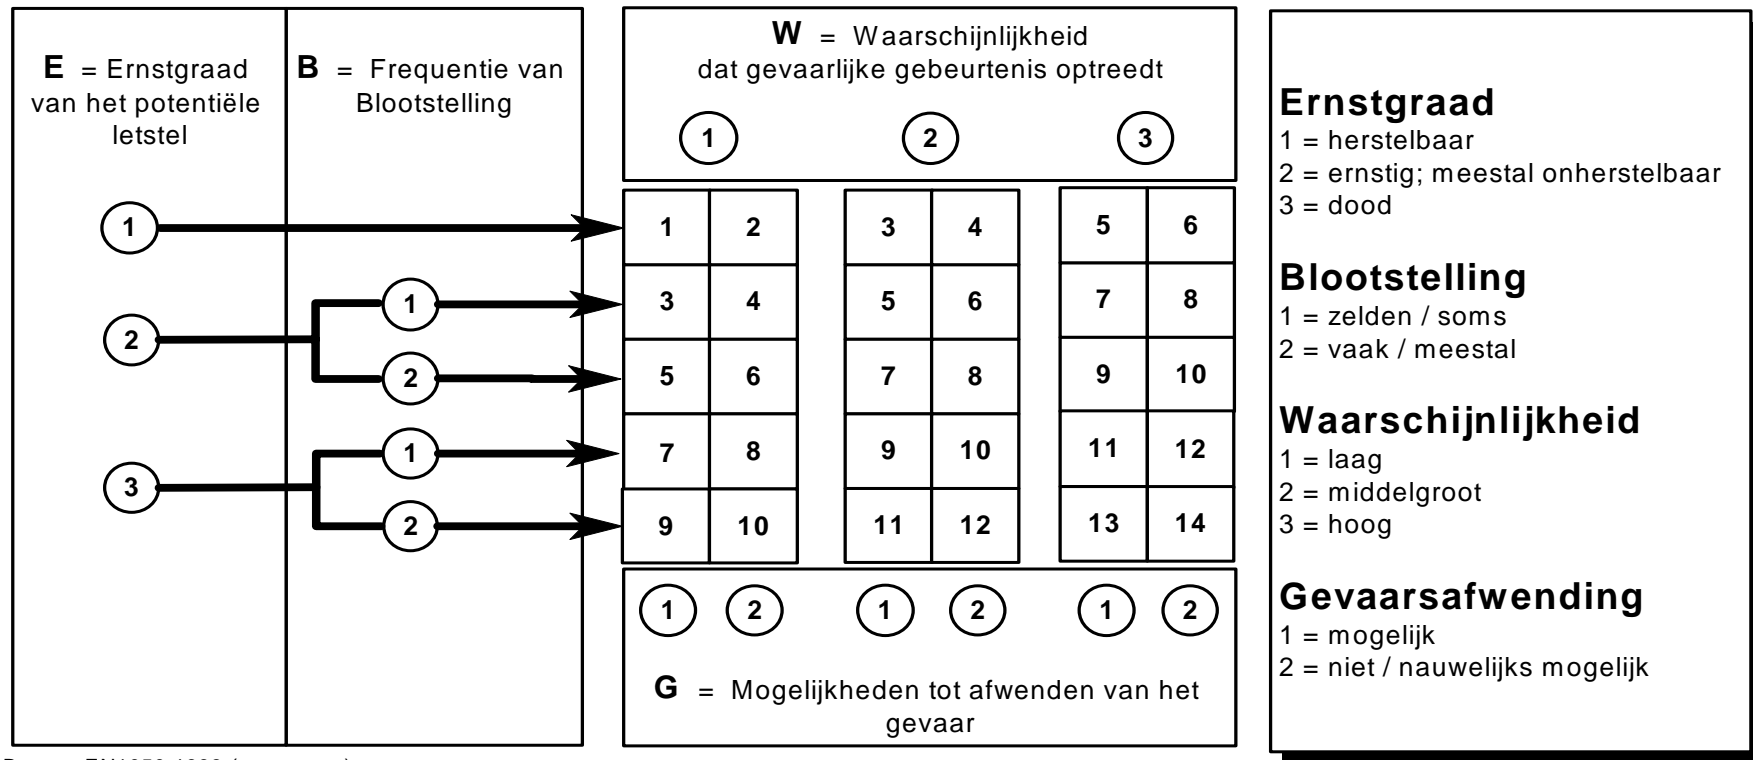 E = Ernstgraad
van het potentiële
letstel
B = Frequentie van
Blootstelling
W = Waarschijnlijkheid
dat gevaarlijke gebeurtenis optreedt
1 2 3
1 1 2 3 4 5 6
1 3 4 5 6 7 8
2
2 5 6 7 8 9 10
1 7 8 9 10 11 12
3
2 9 10 11 12 13 14
1 2 1 2 1 2
G = Mogelijkheden tot afwenden van het
gevaar
Ernstgraad
1 = herstelbaar
2 = ernstig; meestal onherstelbaar
3 = dood
Blootstelling
1 = zelden / soms
2 = vaak / meestal
Waarschijnlijkheid
1 = laag
2 = middelgroot
3 = hoog
Gevaarsafwending
1 = mogelijk
2 = niet / nauwelijks mogelijk